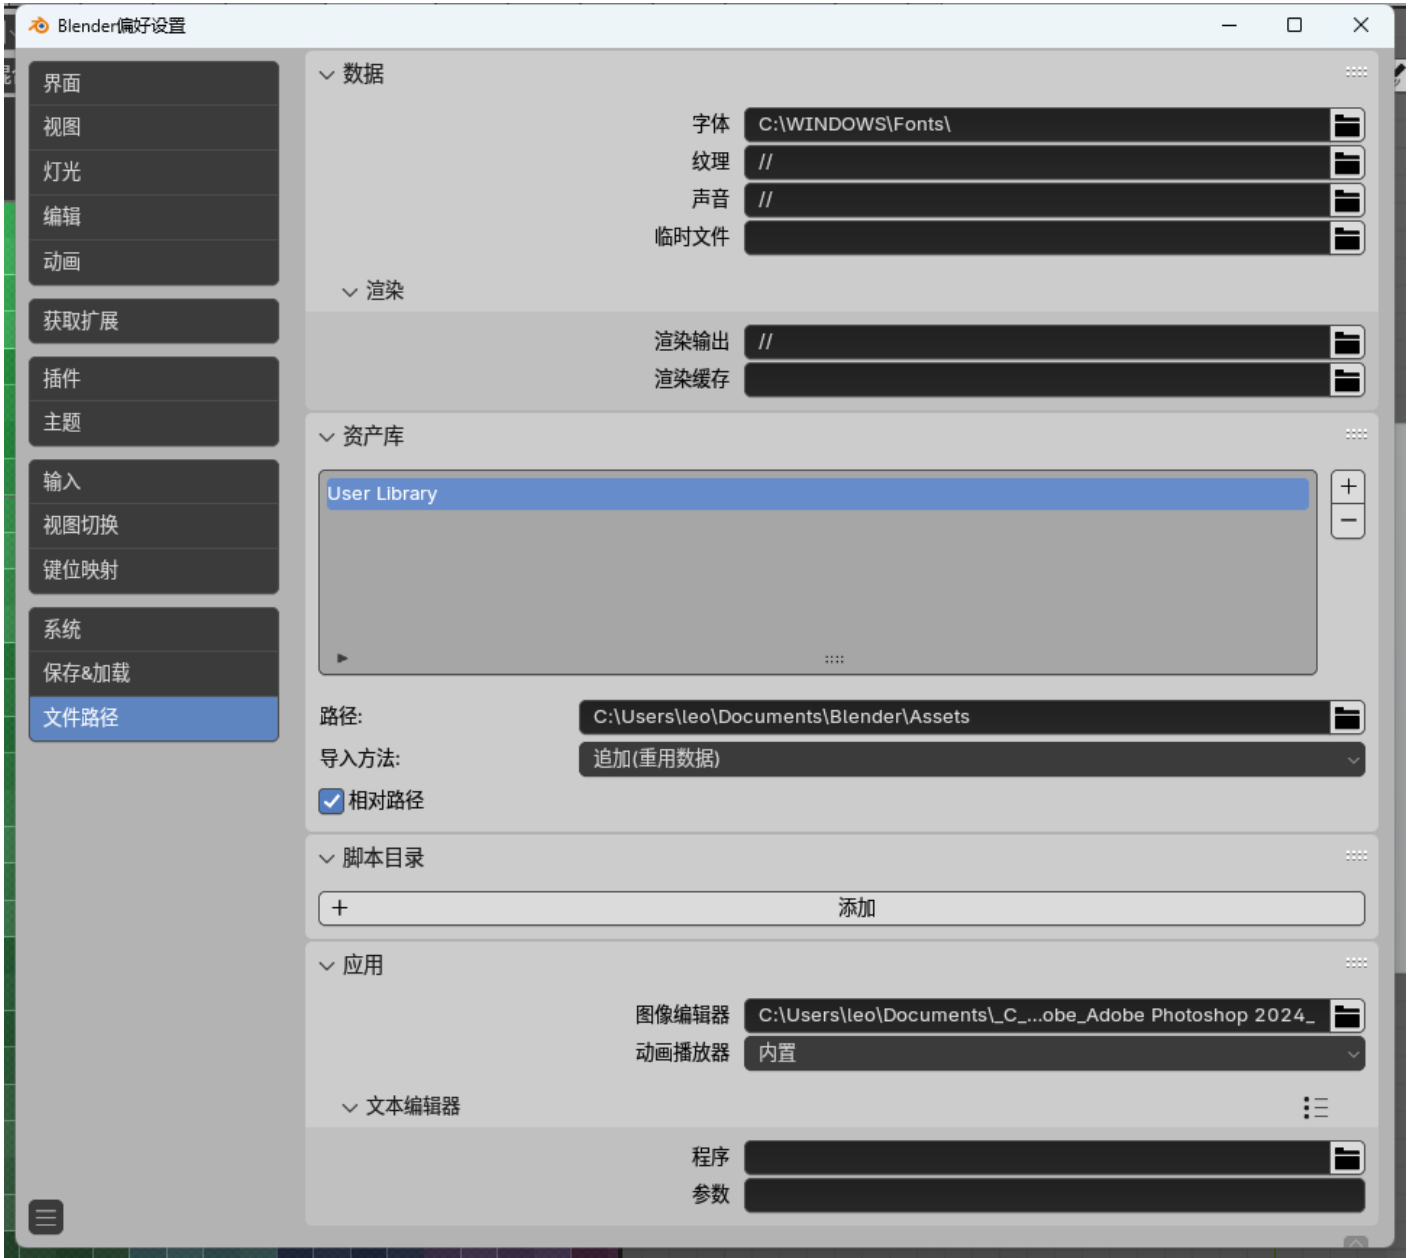 Blender偏好设置
界面
视图
灯光
编辑
动画
获取扩展
插件
主题
输入
视图切换
键位映射
系统
保存&加载
文件路径
数据
字体 C:\WINDOWS\Fonts\
纹理 //
声音 //
临时文件
渲染
渲染输出 //
渲染缓存
资产库
User Library
路径: C:\Users\leo\Documents\Blender\Assets
导入方法: 追加(重用数据)
相对路径
脚本目录
添加
应用
图像编辑器 C:\Users\leo\Documents\_C_...obe_Adobe Photoshop 2024_
动画播放器 内置
文本编辑器
程序
参数